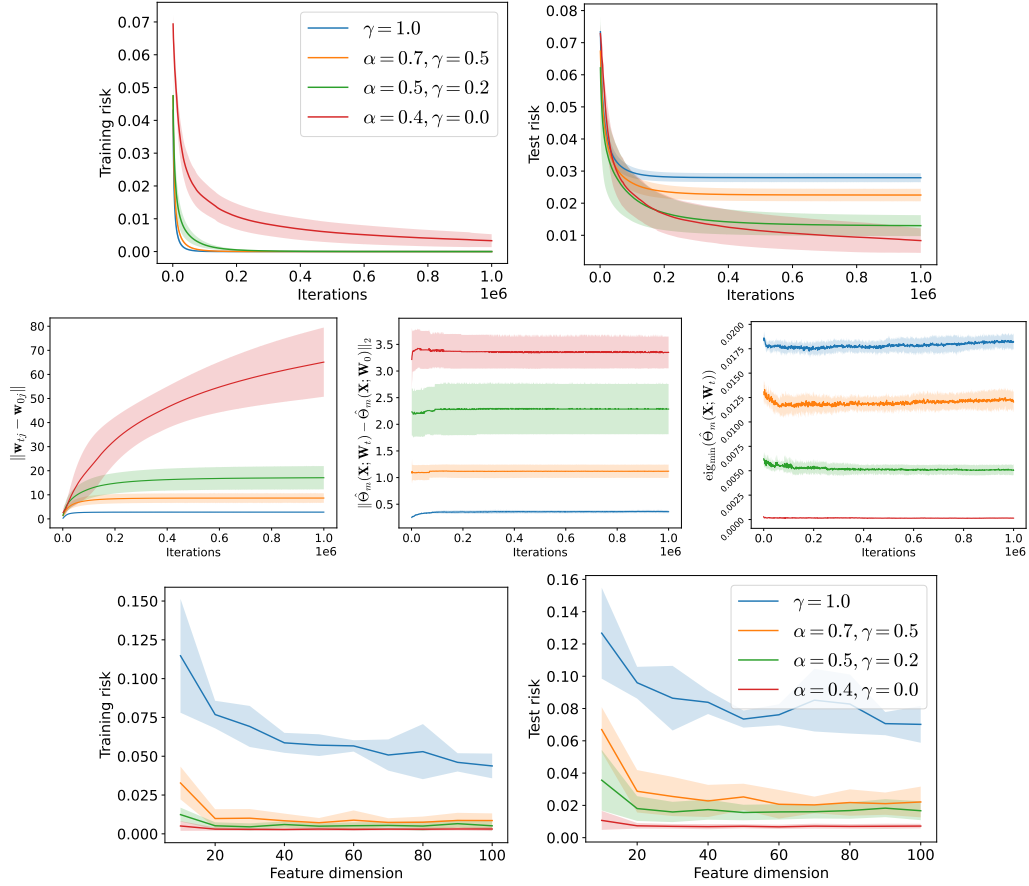 Training risk
0.07
0.06
0.05
0.04
0.03
0.02
0.01
0.00
0.0 0.2 0.4 0.6 0.8 1.0
Iterations
1e6
γ = 1.0
α = 0.7, γ = 0.5
α = 0.5, γ = 0.2
α = 0.4, γ = 0.0
Test risk
0.08
0.07
0.06
0.05
0.04
0.03
0.02
0.01
0.0 0.2 0.4 0.6 0.8 1.0
Iterations
1e6
||w_{tj} − w_{0j}||
80
70
60
50
40
30
20
10
0
0.0 0.2 0.4 0.6 0.8 1.0
Iterations
1e6
||Θ̂_m(X; W_t) − Θ̂_m(X; W_0)||_2
3.5
3.0
2.5
2.0
1.5
1.0
0.5
0.0 0.2 0.4 0.6 0.8 1.0
Iterations
1e6
eig_min(Θ̂_m(X; W_t))
0.0200
0.0175
0.0150
0.0125
0.0100
0.0075
0.0050
0.0025
0.0000
0.0 0.2 0.4 0.6 0.8 1.0
Iterations
1e6
Training risk
0.150
0.125
0.100
0.075
0.050
0.025
0.000
20 40 60 80 100
Feature dimension
Test risk
0.16
0.14
0.12
0.10
0.08
0.06
0.04
0.02
0.00
20 40 60 80 100
Feature dimension
γ = 1.0
α = 0.7, γ = 0.5
α = 0.5, γ = 0.2
α = 0.4, γ = 0.0